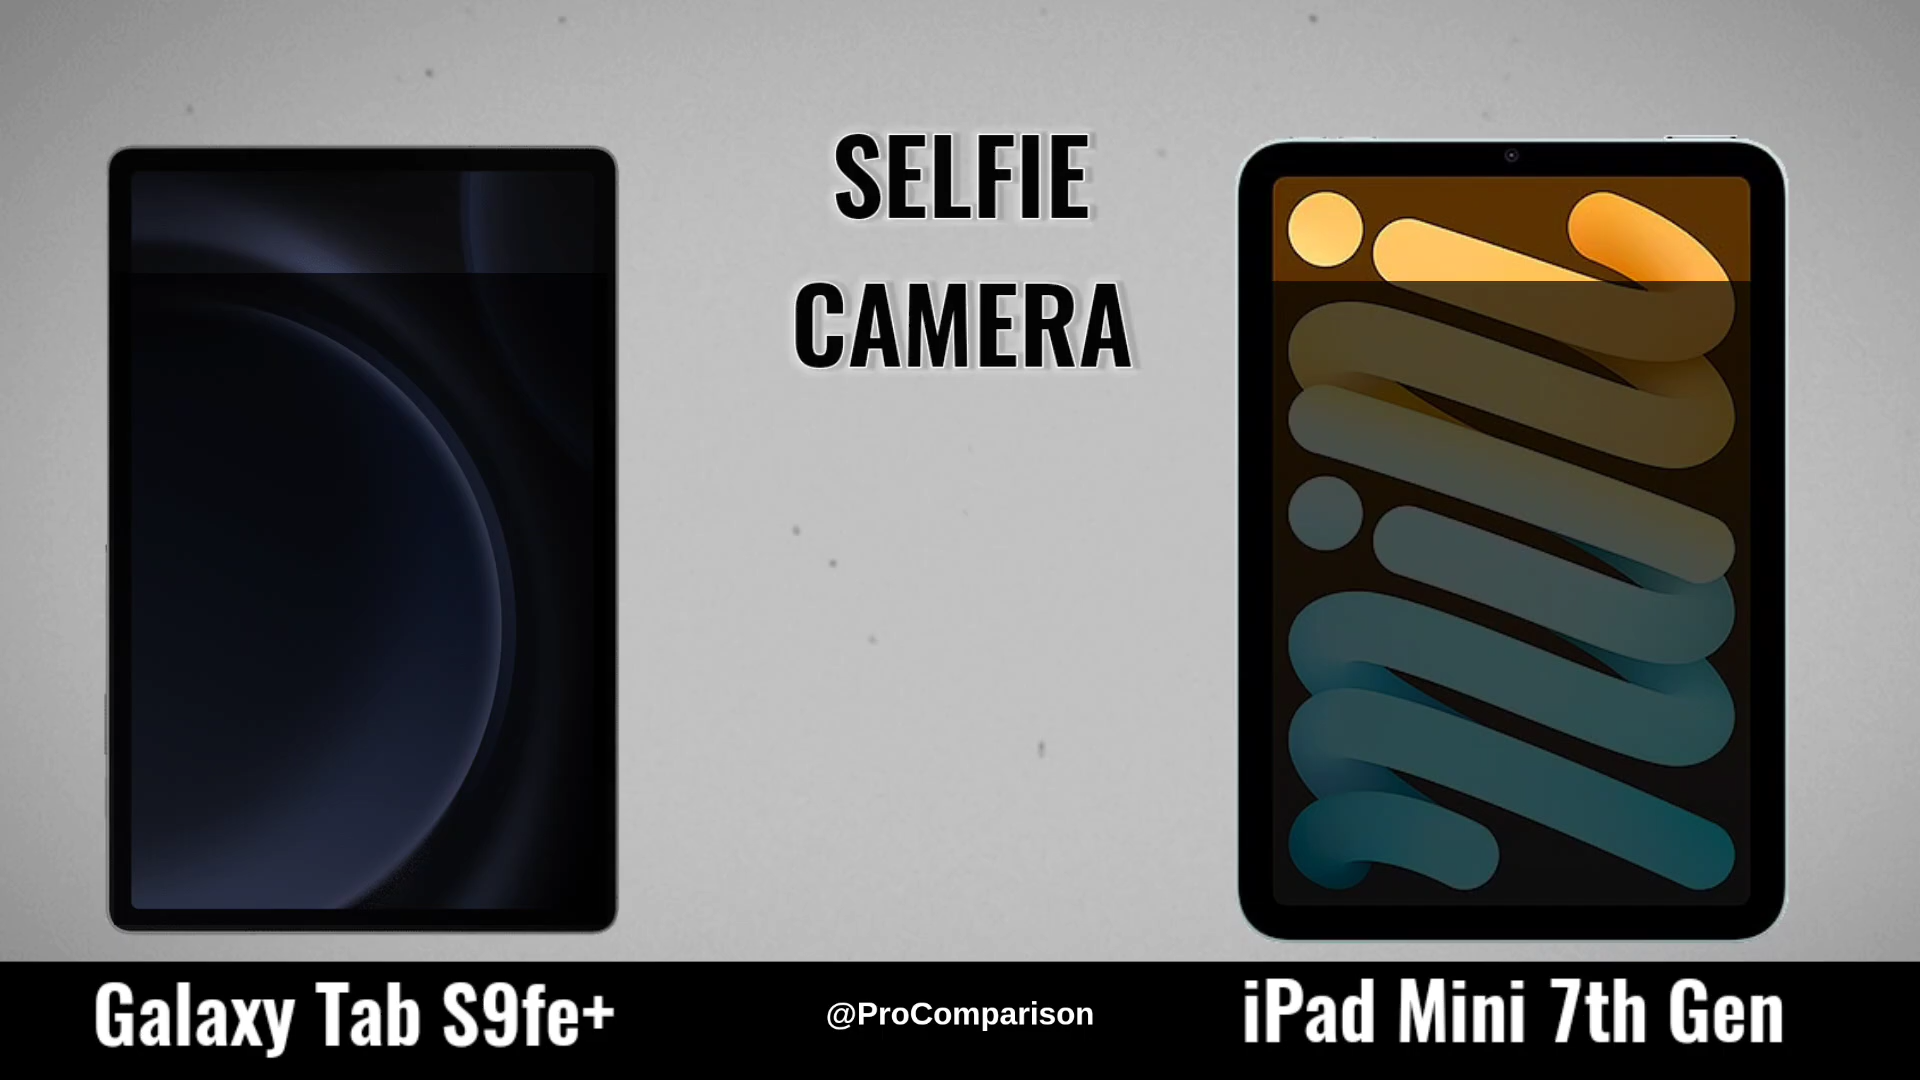 SELFIE
CAMERA
Galaxy Tab S9fe+
@ProComparison
iPad Mini 7th Gen